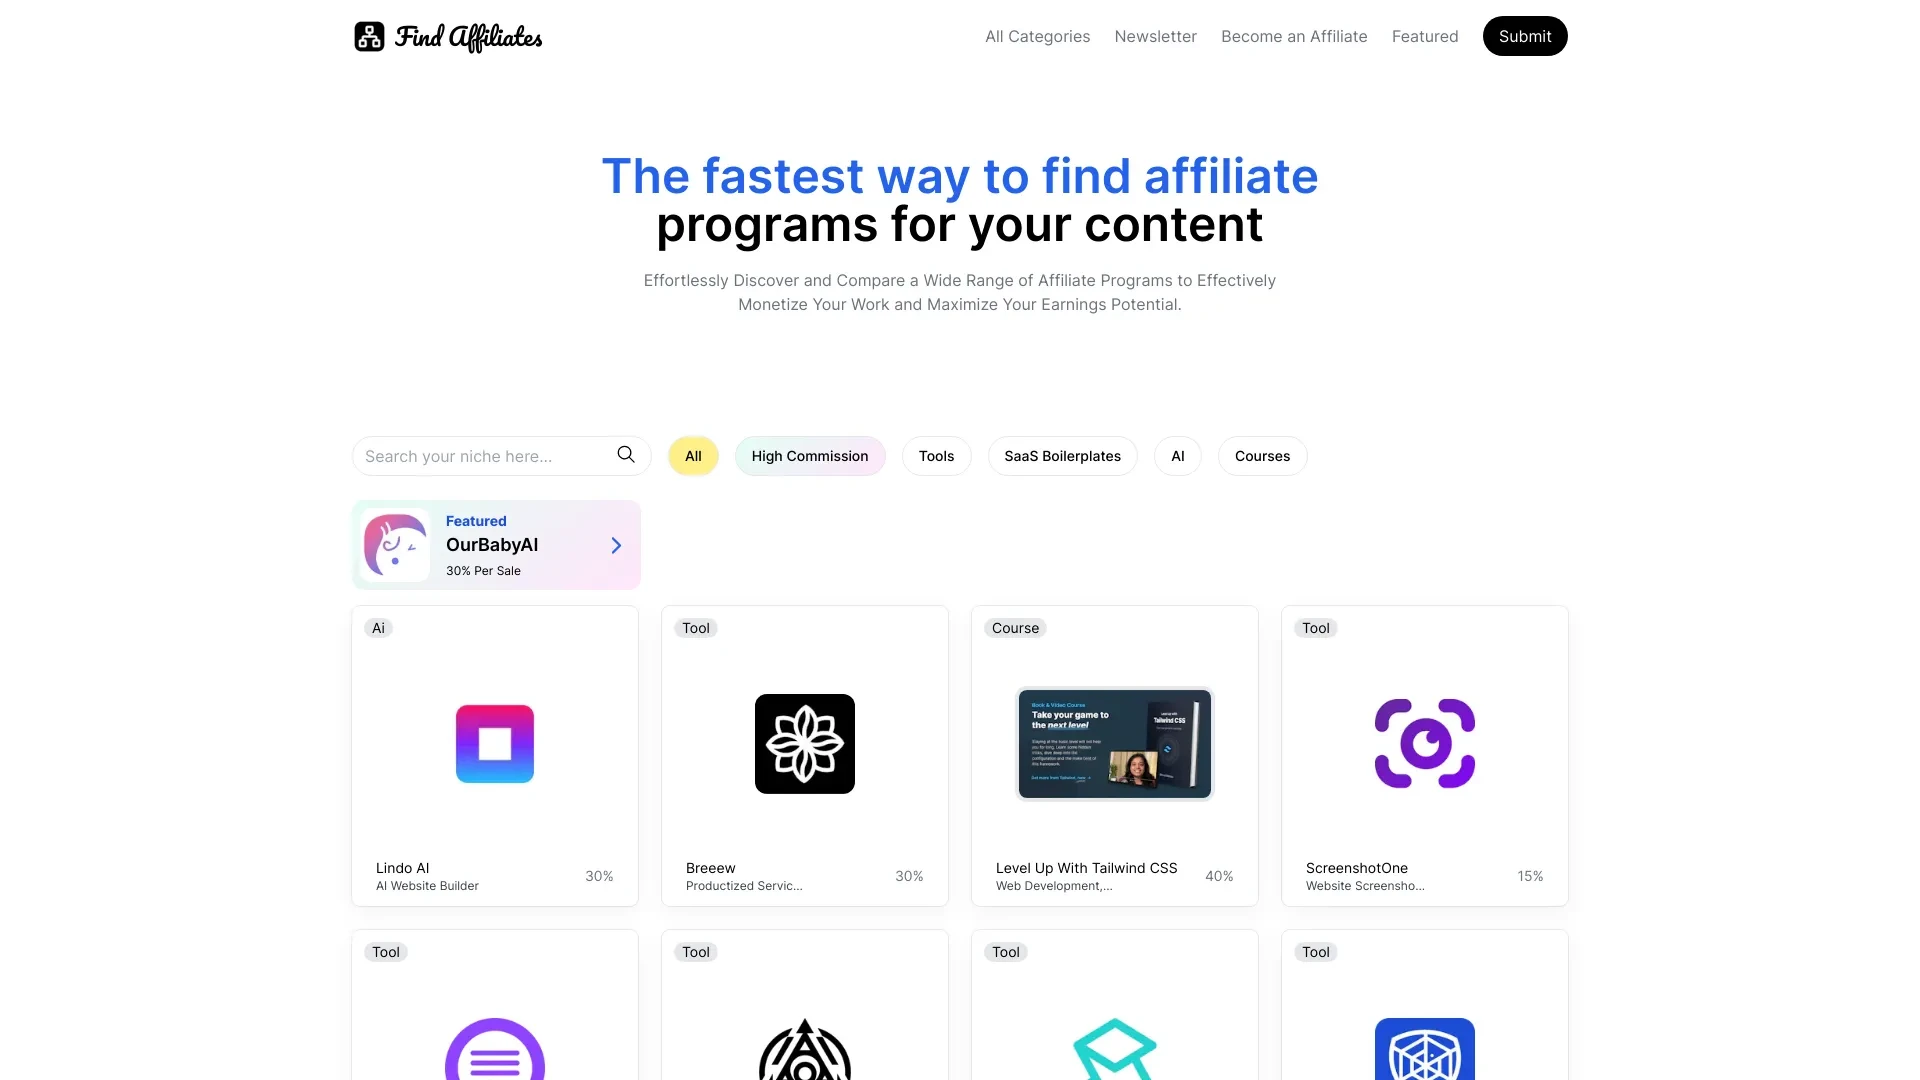 Find Affiliates
All Categories
Newsletter
Become an Affiliate
Featured
Submit
The fastest way to find affiliate
programs for your content
Effortlessly Discover and Compare a Wide Range of Affiliate Programs to Effectively
Monetize Your Work and Maximize Your Earnings Potential.
Search your niche here...
All
High Commission
Tools
SaaS Boilerplates
AI
Courses
Featured
OurBabyAI
30% Per Sale
Ai
Lindo AI
AI Website Builder
30%
Tool
Breeew
Productized Servic...
30%
Course
Book & Video Course
Take your game to
the next level
Tailwind CSS
Level Up With Tailwind CSS
Web Development,...
40%
Tool
ScreenshotOne
Website Screensho...
15%
Tool
Tool
Tool
Tool